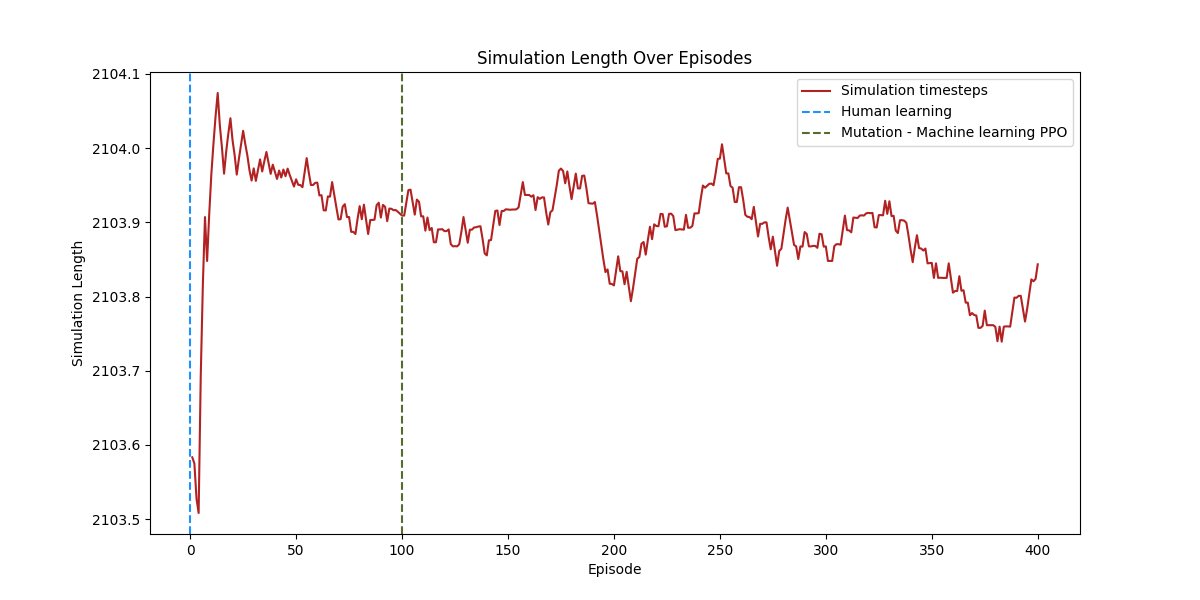 Simulation Length Over Episodes
2104.1
2104.0
2103.9
2103.8
2103.7
2103.6
2103.5
Simulation Length
Simulation timesteps
Human learning
Mutation - Machine learning PPO
0 50 100 150 200 250 300 350 400
Episode